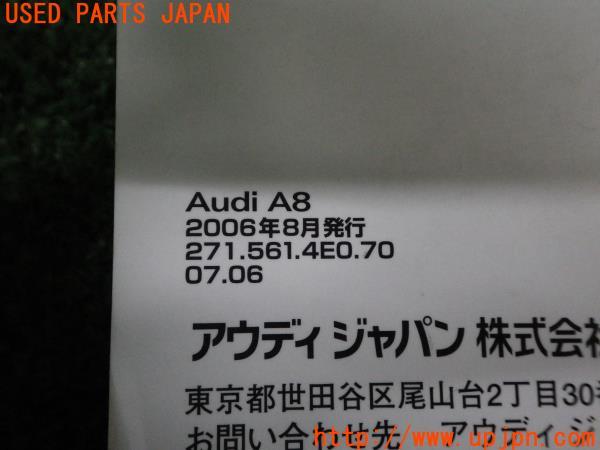 USED PARTS JAPAN
Audi A8
2006年8月発行
271.561.4E0.70
07.06
アウディ ジャパン 株式会社
東京都世田谷区尾山台2丁目30
お問い合わせ先 アウディ ジ
http://www.upjpn.com